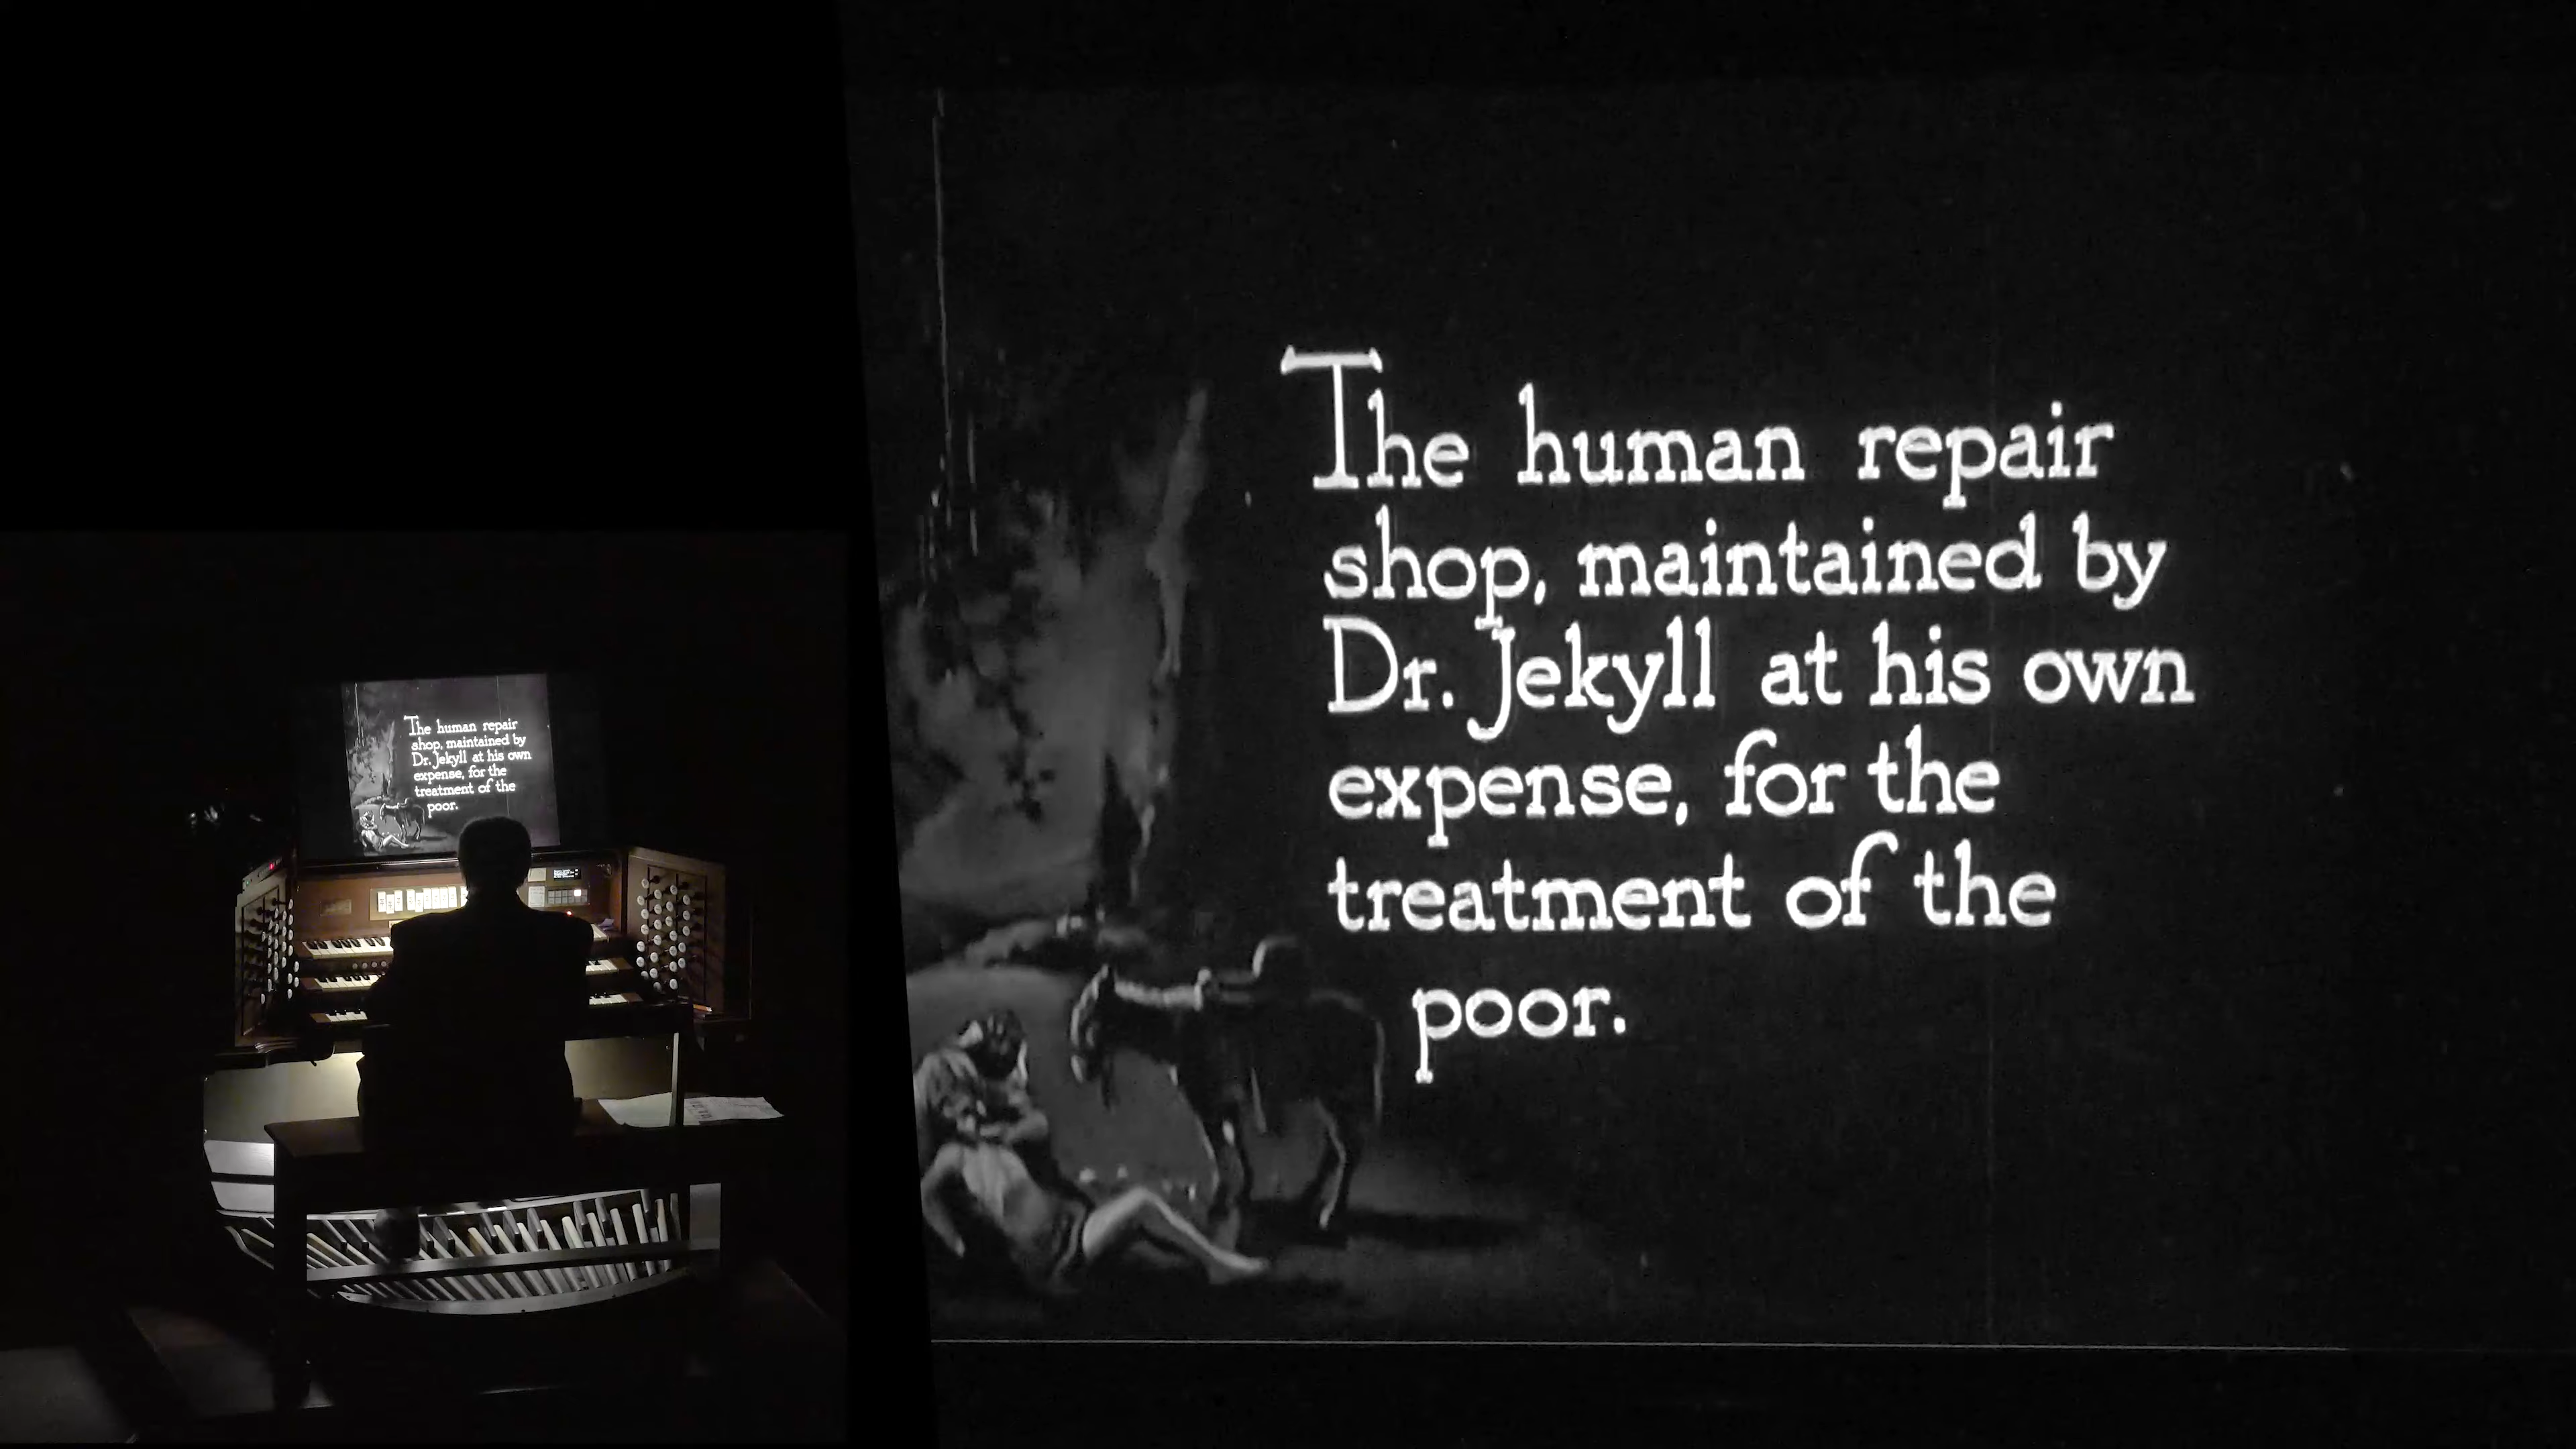 The human repair
shop, maintained by
Dr. Jekyll at his own
expense, for the
treatment of the
poor.
The human repair
shop, maintained by
Dr. Jekyll at his own
expense, for the
treatment of the
poor.